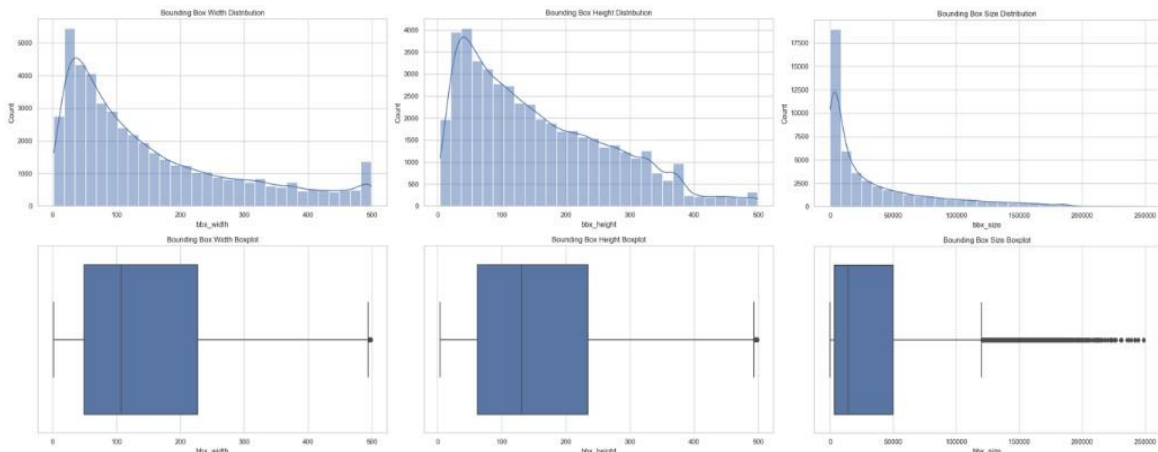 Bounding Box Width Distribution
5000
4000
3000
2000
1000
0
Count
0 100 200 300 400 500
bbx_width
Bounding Box Height Distribution
4000
3500
3000
2500
2000
1500
1000
500
0
Count
0 100 200 300 400 500
bbx_height
Bounding Box Size Distribution
17500
15000
12500
10000
7500
5000
2500
0
Count
0 50000 100000 150000 200000 250000
bbx_size
Bounding Box Width Boxplot
0 100 200 300 400 500
bbx_width
Bounding Box Height Boxplot
0 100 200 300 400 500
bbx_height
Bounding Box Size Boxplot
0 50000 100000 150000 200000 250000
bbx_size